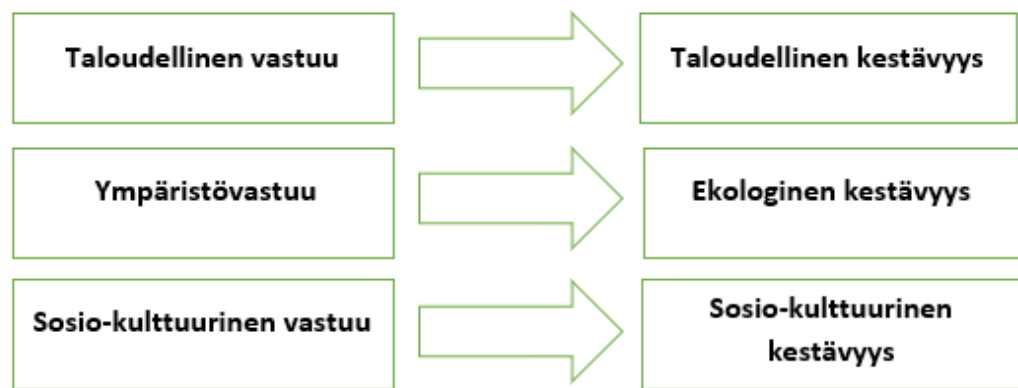 Taloudellinen vastuu
Taloudellinen kestävyys
Ympäristövastuu
Ekologinen kestävyys
Sosio-kulttuurinen vastuu
Sosio-kulttuurinen
kestävyys